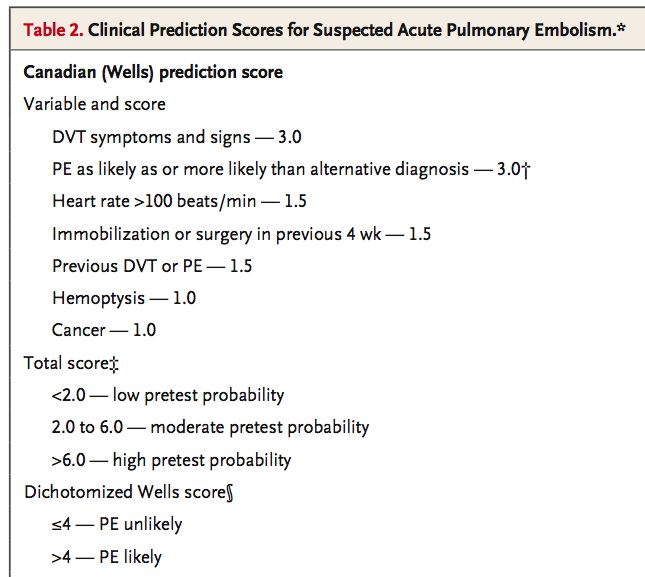 Table 2. Clinical Prediction Scores for Suspected Acute Pulmonary Embolism.*
Canadian (Wells) prediction score
Variable and score
DVT symptoms and signs — 3.0
PE as likely as or more likely than alternative diagnosis — 3.0†
Heart rate >100 beats/min — 1.5
Immobilization or surgery in previous 4 wk — 1.5
Previous DVT or PE — 1.5
Hemoptysis — 1.0
Cancer — 1.0
Total score‡
<2.0 — low pretest probability
2.0 to 6.0 — moderate pretest probability
>6.0 — high pretest probability
Dichotomized Wells score§
≤4 — PE unlikely
>4 — PE likely